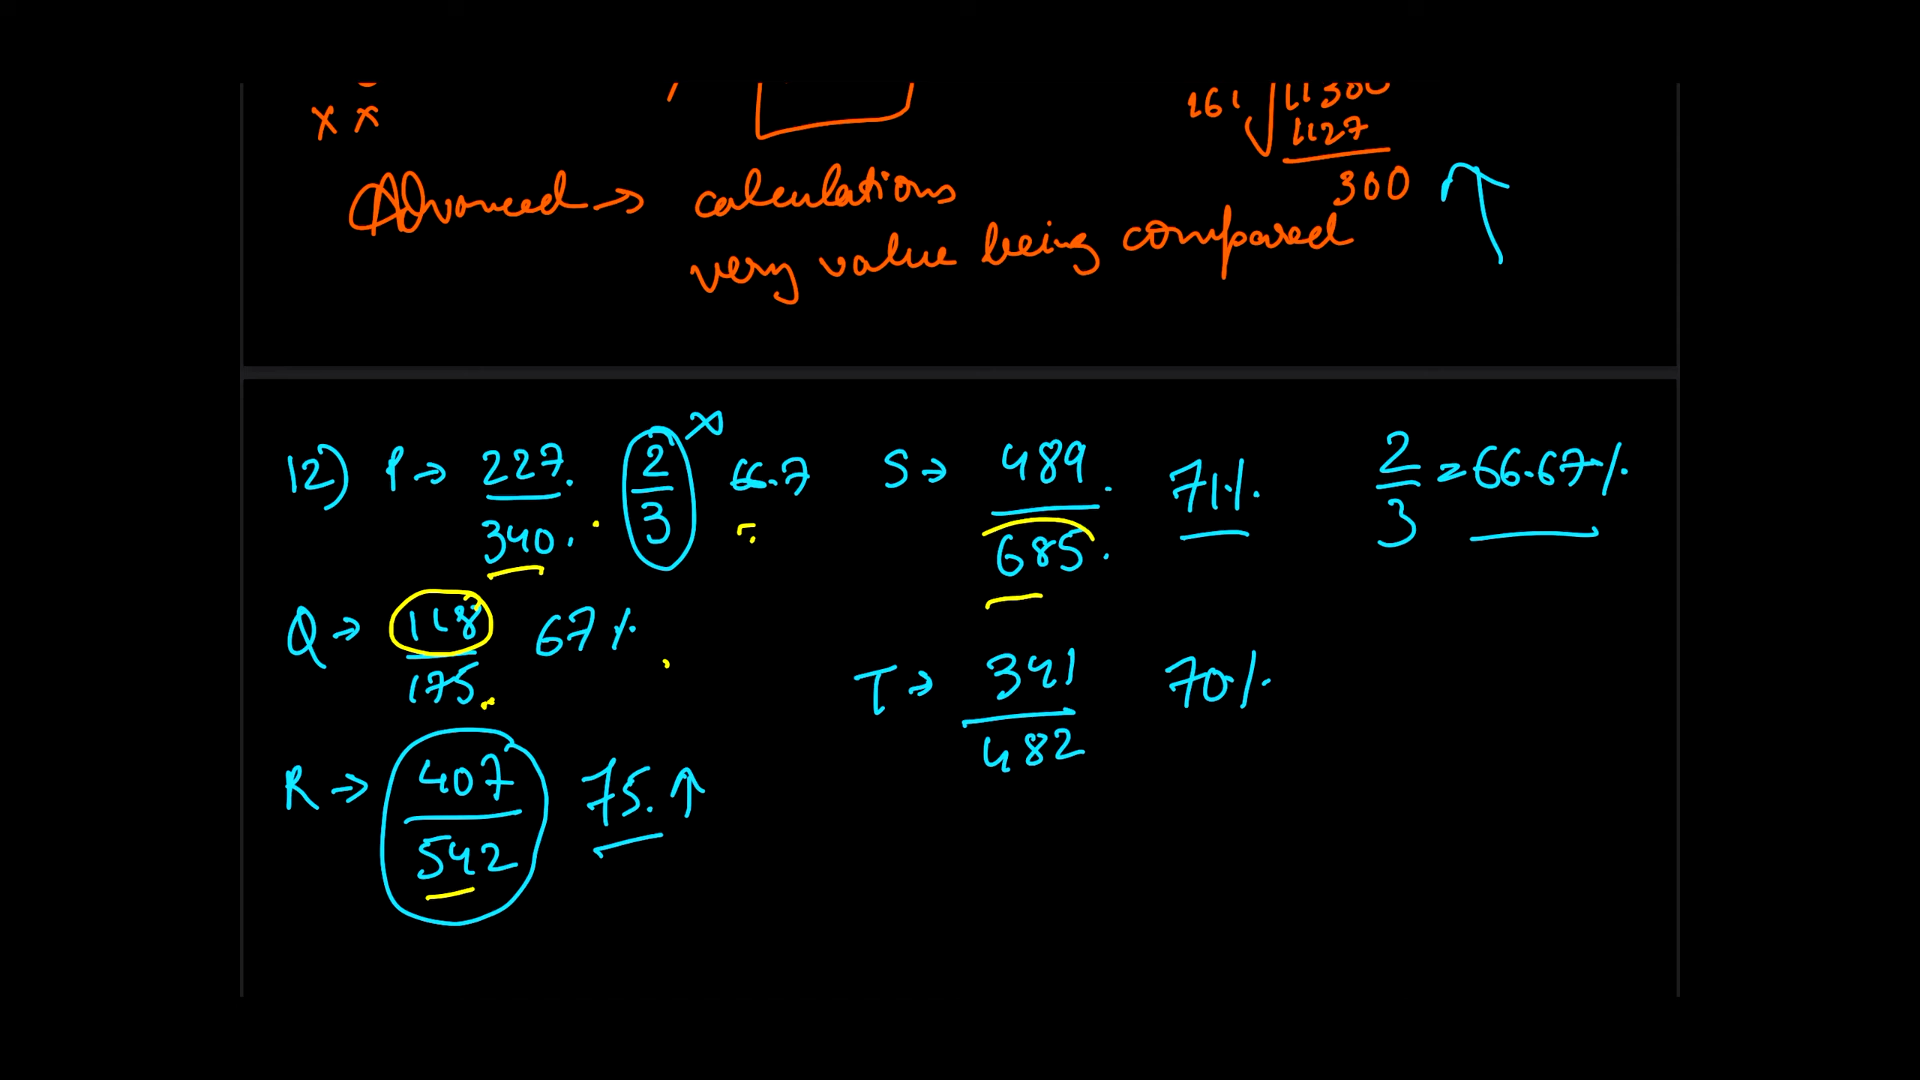 x x
161 √11300
1127
300
Advanced → calculations
very value being compared
12) P → 227/340 2/3 66.7
Q → 118/175 67%
R → 407/542 75. ↑
S → 489/685 71%
T → 341/482 70%
2/3 = 66.67%